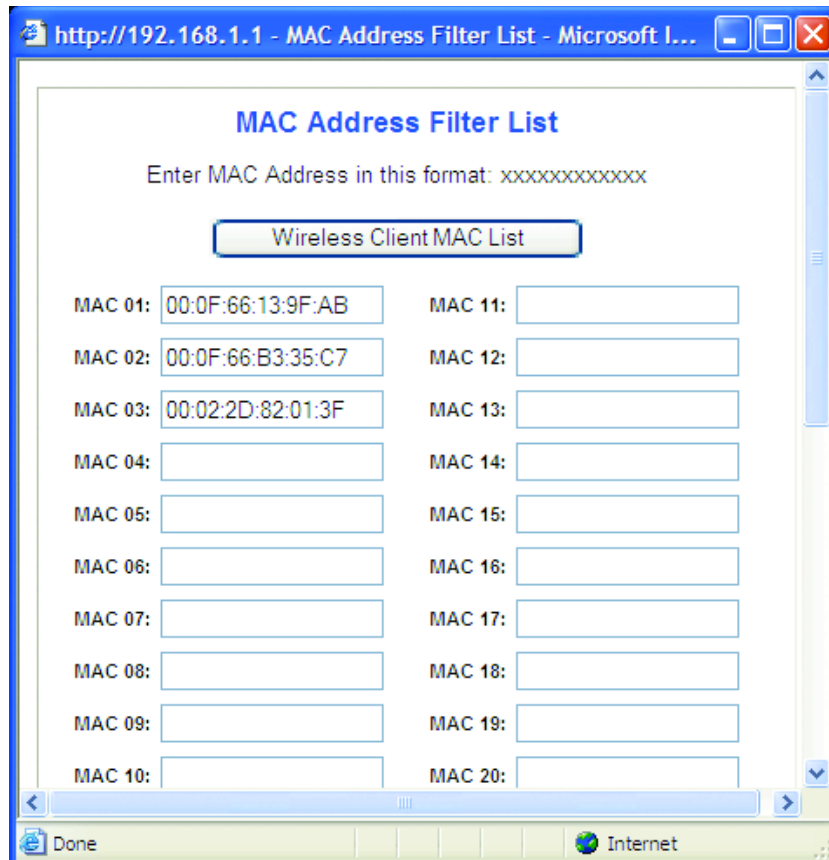 http://192.168.1.1 - MAC Address Filter List - Microsoft I...
MAC Address Filter List
Enter MAC Address in this format: xxxxxxxxxxxx
Wireless Client MAC List
MAC 01: 00:0F:66:13:9F:AB MAC 11:
MAC 02: 00:0F:66:B3:35:C7 MAC 12:
MAC 03: 00:02:2D:82:01:3F MAC 13:
MAC 04: MAC 14:
MAC 05: MAC 15:
MAC 06: MAC 16:
MAC 07: MAC 17:
MAC 08: MAC 18:
MAC 09: MAC 19:
MAC 10: MAC 20:
Done Internet